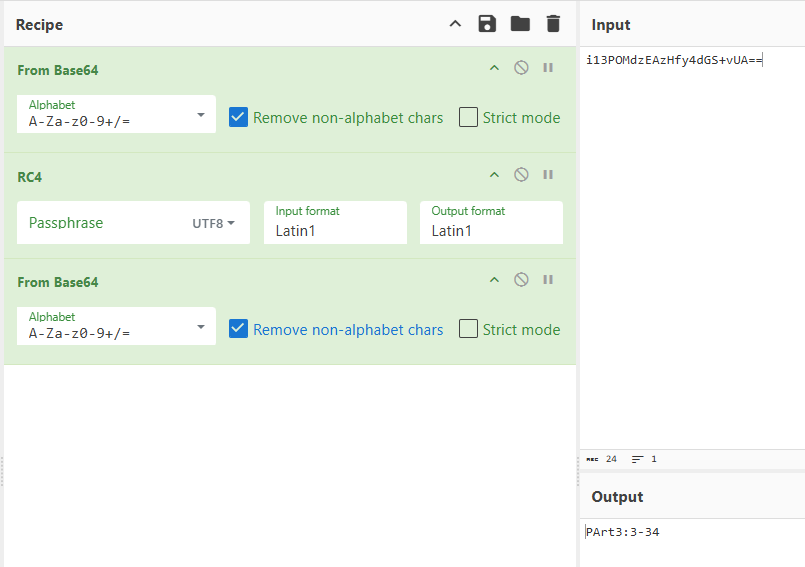 Recipe
From Base64
Alphabet
A-Za-z0-9+/=
Remove non-alphabet chars
Strict mode
RC4
Passphrase
UTF8
Input format
Latin1
Output format
Latin1
From Base64
Alphabet
A-Za-z0-9+/=
Remove non-alphabet chars
Strict mode
Input
i13POMdzEAzHfy4dGS+vUA==
REC 24 1
Output
PArt3:3-34